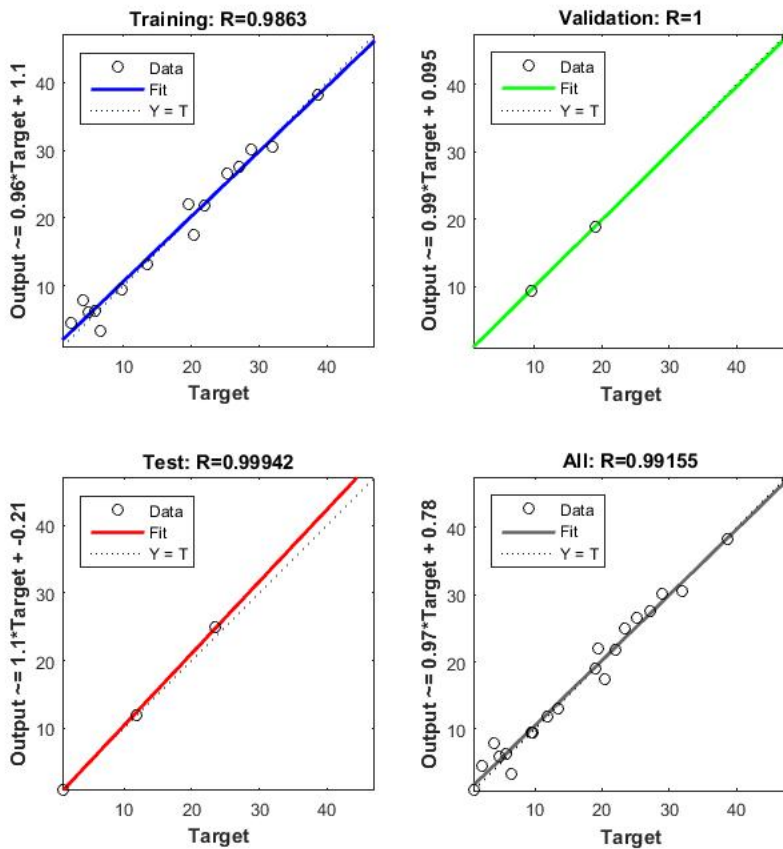 Training: R=0.9863
Output ~= 0.96*Target + 1.1
Data
Fit
Y = T
40
30
20
10
10 20 30 40
Target
Validation: R=1
Output ~= 0.99*Target + 0.095
Data
Fit
Y = T
40
30
20
10
10 20 30 40
Target
Test: R=0.99942
Output ~= 1.1*Target + -0.21
Data
Fit
Y = T
40
30
20
10
10 20 30 40
Target
All: R=0.99155
Output ~= 0.97*Target + 0.78
Data
Fit
Y = T
40
30
20
10
10 20 30 40
Target